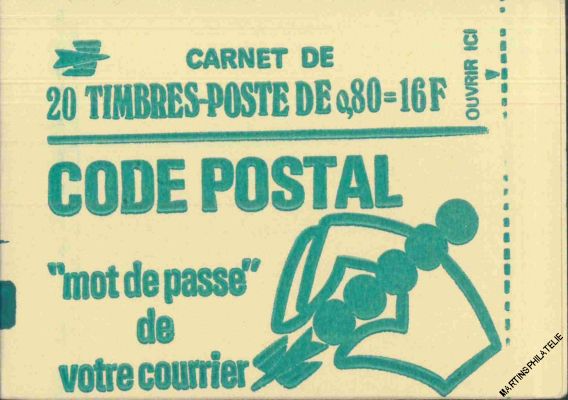 CARNET DE
20 TIMBRES-POSTE DE 0,80=16F
OUVRIR ICI
CODE POSTAL
"mot de passe"
de
votre courrier
MARTINSPHILATELIE